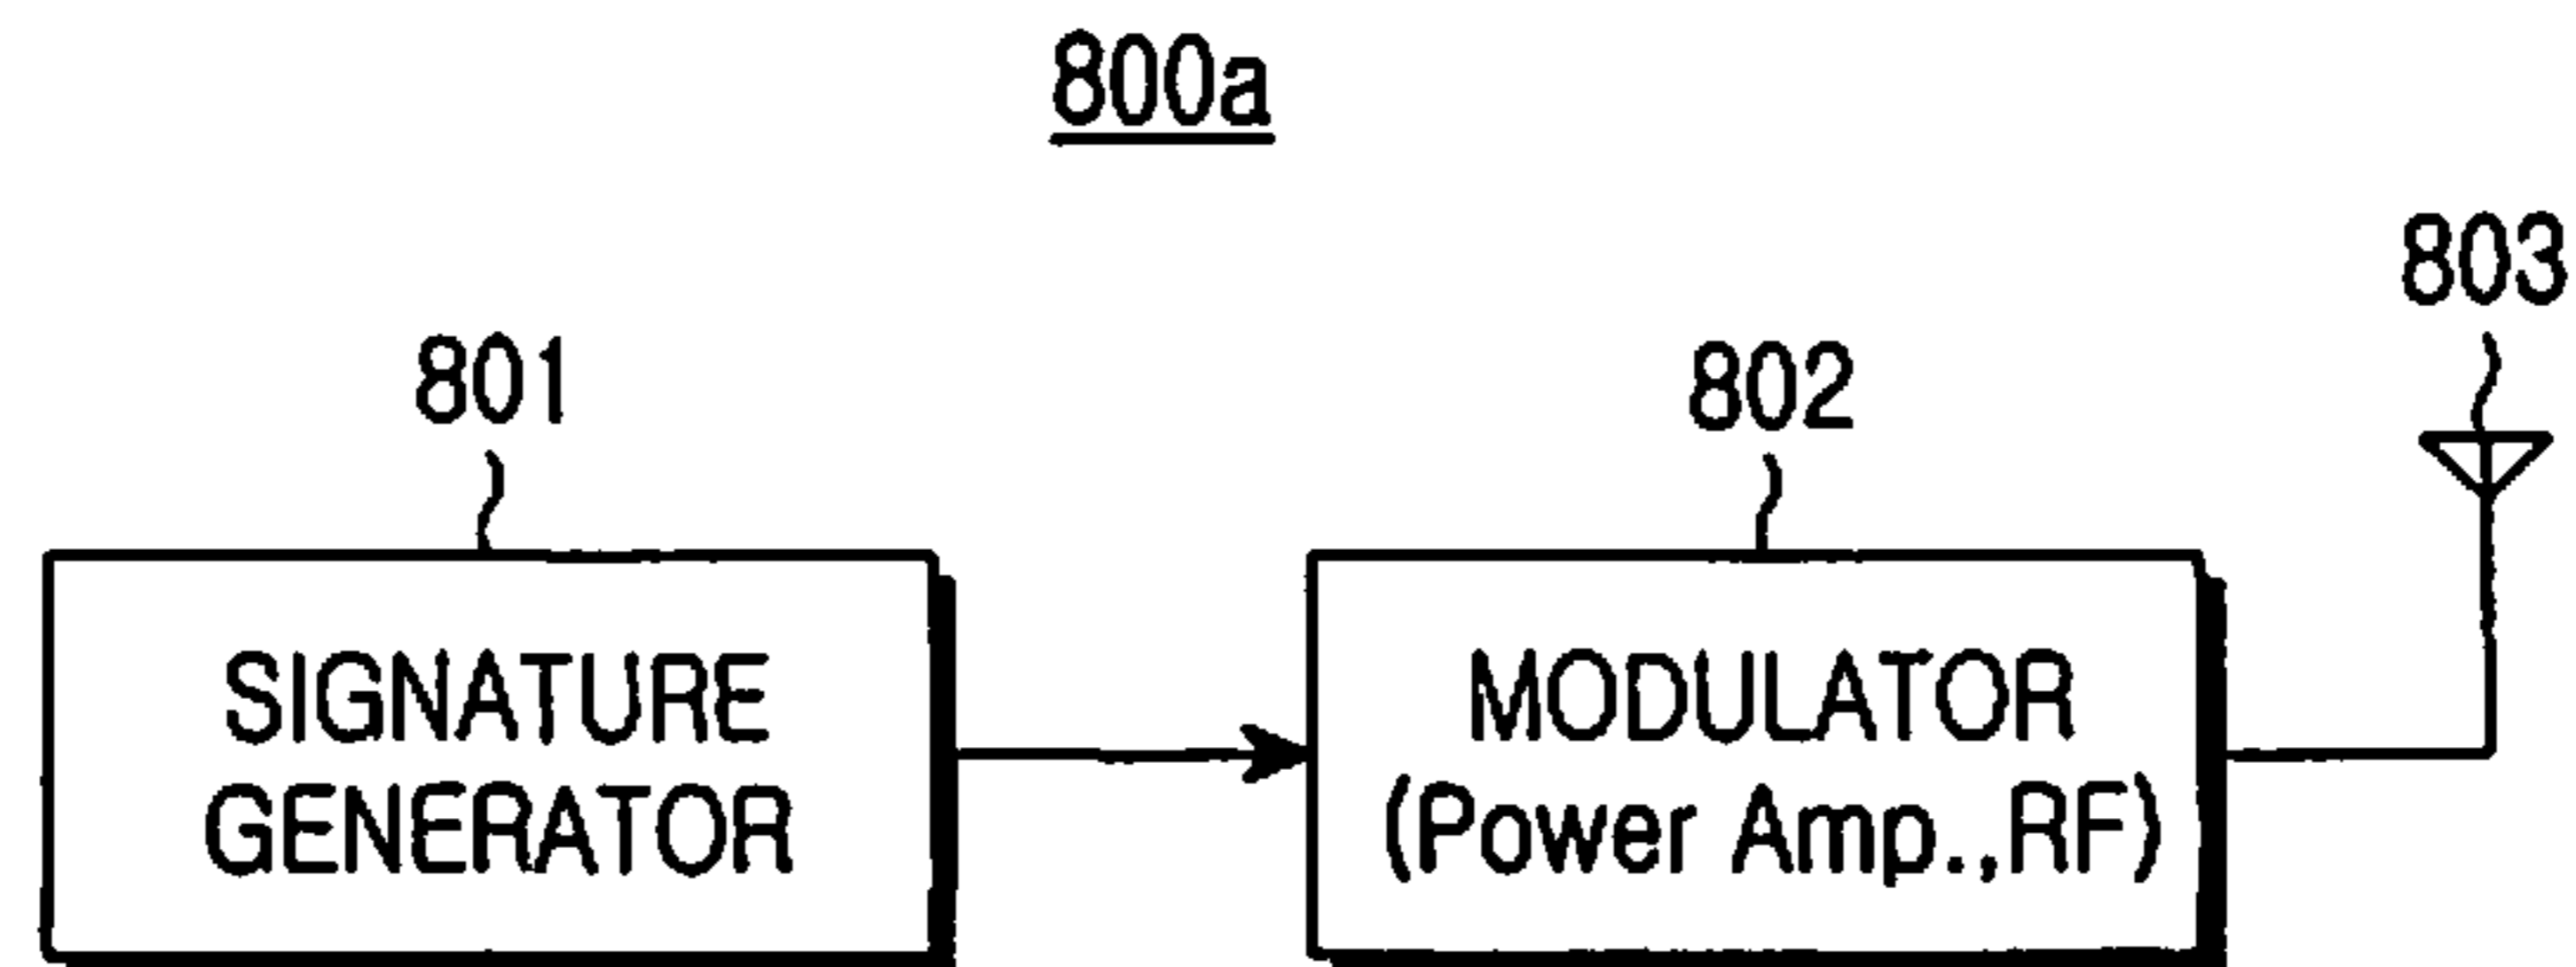 800a
803
801
802
SIGNATURE
GENERATOR
MODULATOR
(Power Amp.,RF)